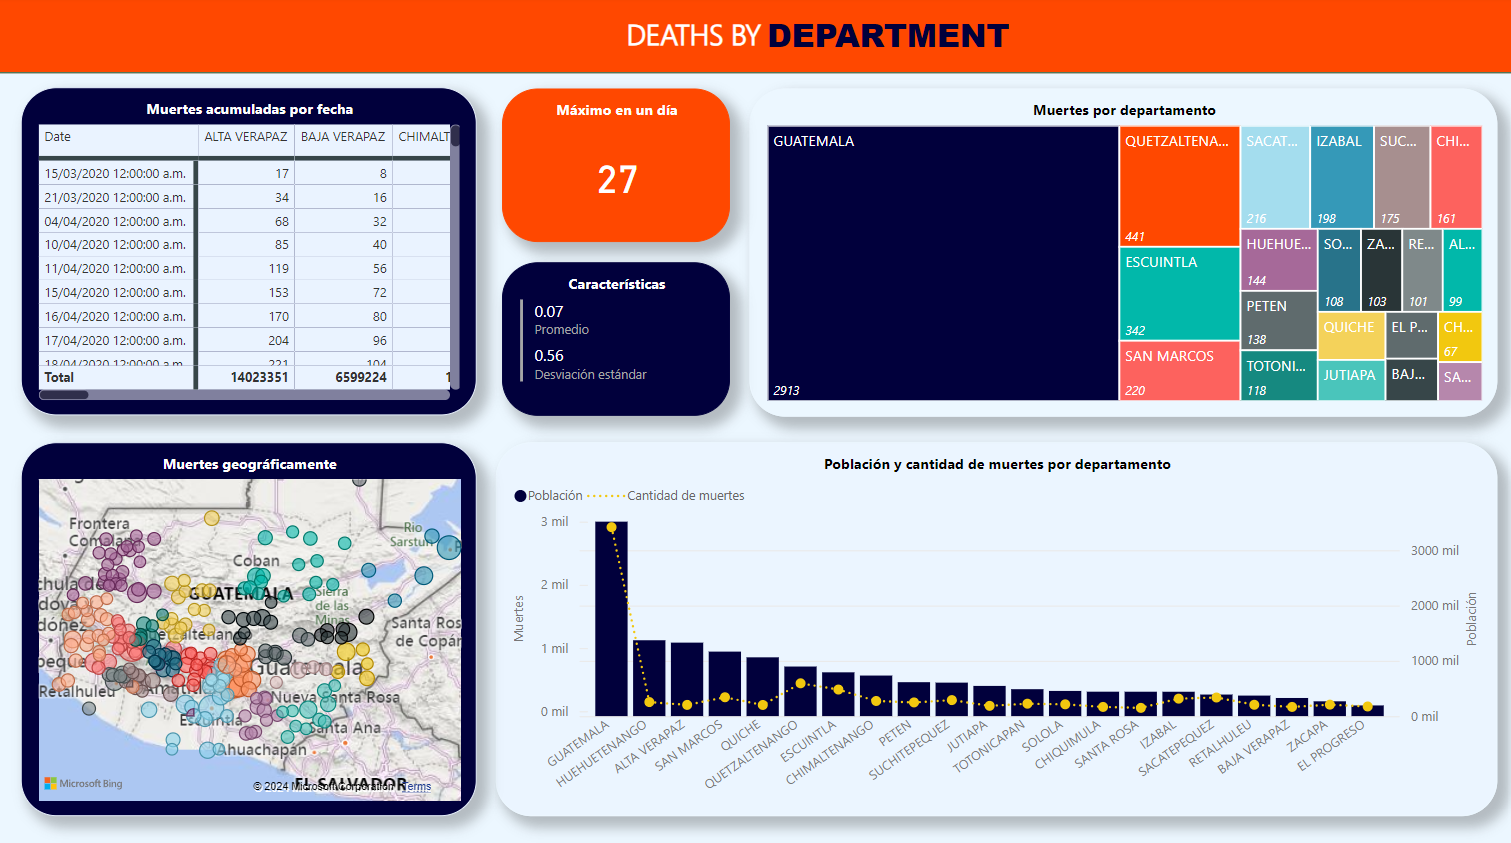 DEATHS BY DEPARTMENT
Muertes acumuladas por fecha
Date ALTA VERAPAZ BAJA VERAPAZ CHIMALT
15/03/2020 12:00:00 a.m. 17 8
21/03/2020 12:00:00 a.m. 34 16
04/04/2020 12:00:00 a.m. 68 32
10/04/2020 12:00:00 a.m. 85 40
11/04/2020 12:00:00 a.m. 119 56
15/04/2020 12:00:00 a.m. 153 72
16/04/2020 12:00:00 a.m. 170 80
17/04/2020 12:00:00 a.m. 204 96
18/04/2020 12:00:00 a.m. 221 104
Total 14023351 6599224 1
Máximo en un día
27
Características
0.07
Promedio
0.56
Desviación estándar
Muertes por departamento
GUATEMALA
2913
QUETZALTENA...
441
ESCUINTLA
342
SAN MARCOS
220
SACAT...
216
IZABAL
198
SUC...
175
CHI...
161
HUEHUE...
144
PETEN
138
TOTONI...
118
SO...
108
ZA...
103
RE...
101
AL...
99
QUICHE
EL P...
CH...
67
JUTIAPA
BAJ...
SA...
Muertes geográficamente
Frontera
Comalapa
Rio
Sarstun
Coban
chula de
GUATEMALA
Sierra
de las
Minas
dova
dónez
etzaltenan
Santa Ros
de Copán
peque
Guatemala
Retalhuleu
Nueva Santa Rosa
Escuintla
Santa Ana
Ahuachapan
EL SALVADOR
Microsoft Bing
© 2024 Microsoft Corporation Terms
Población y cantidad de muertes por departamento
Población Cantidad de muertes
3 mil
2 mil
1 mil
0 mil
Muertes
3000 mil
2000 mil
1000 mil
0 mil
Población
GUATEMALA
HUEHUETENANGO
ALTA VERAPAZ
SAN MARCOS
QUICHE
QUETZALTENANGO
ESCUINTLA
CHIMALTENANGO
PETEN
SUCHITEPEQUEZ
JUTIAPA
TOTONICAPAN
SOLOLA
CHIQUIMULA
SANTA ROSA
IZABAL
SACATEPEQUEZ
RETALHULEU
BAJA VERAPAZ
ZACAPA
EL PROGRESO